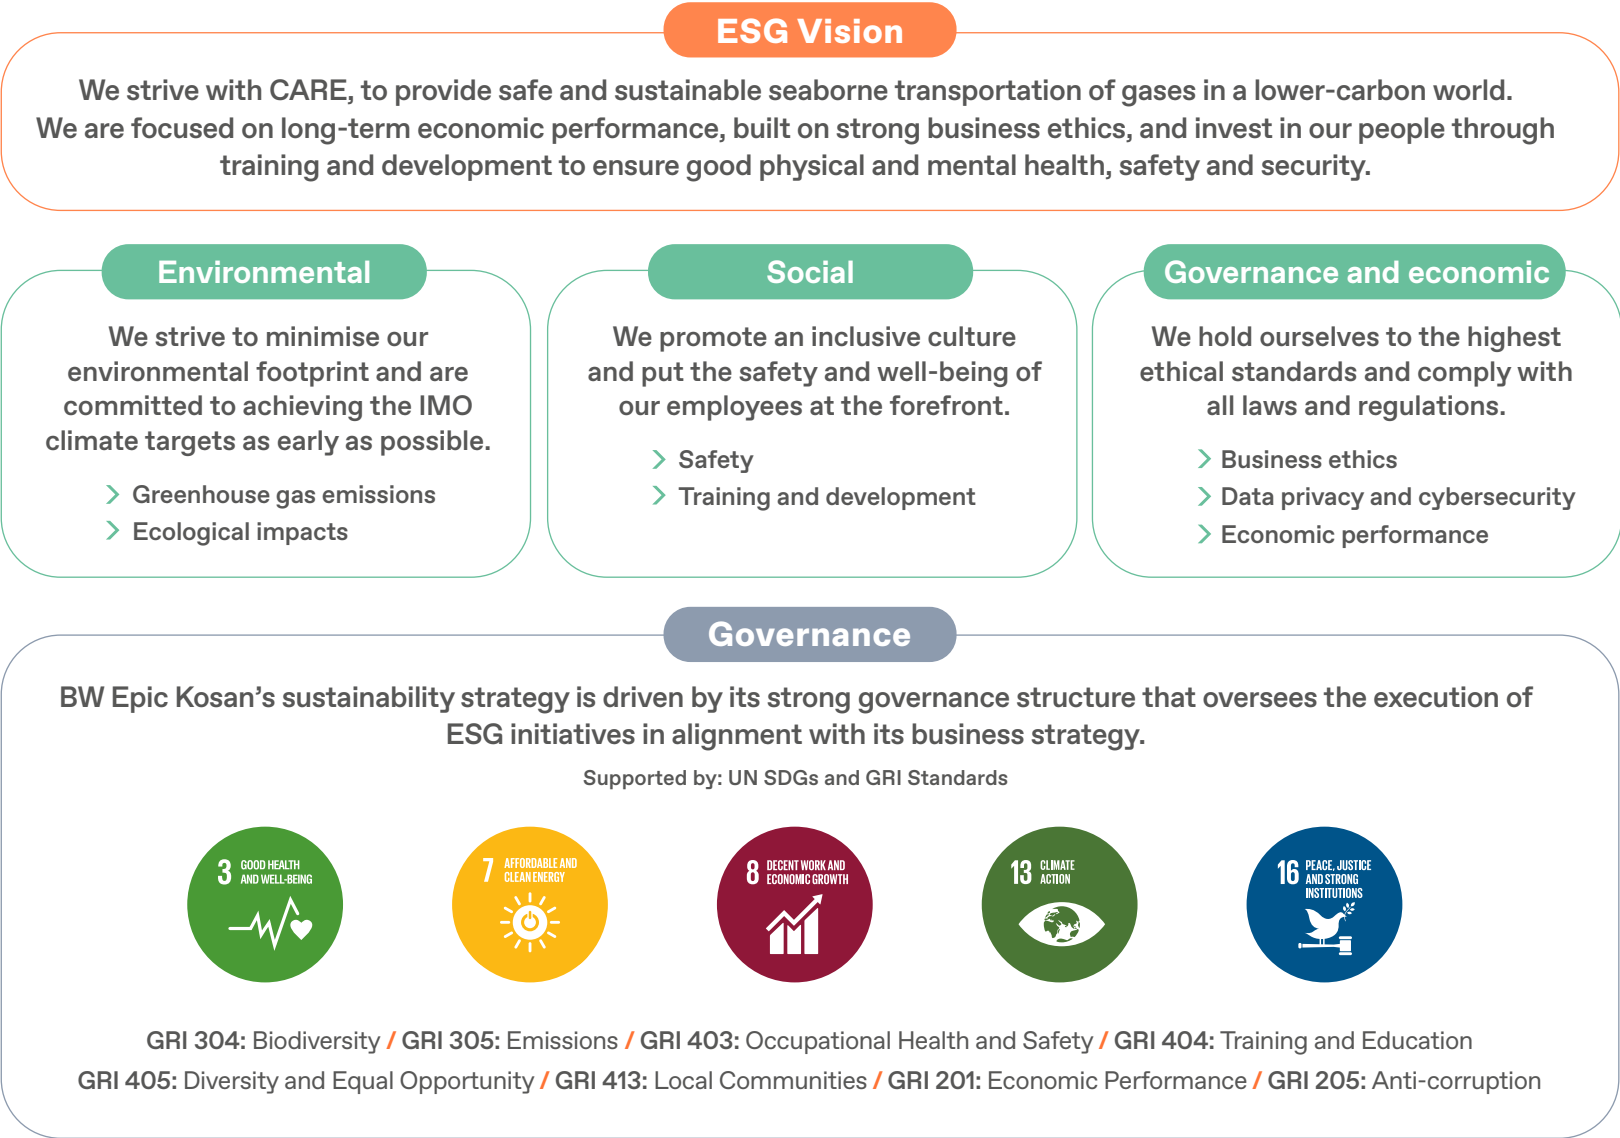 ESG Vision
We strive with CARE, to provide safe and sustainable seaborne transportation of gases in a lower-carbon world.
We are focused on long-term economic performance, built on strong business ethics, and invest in our people through
training and development to ensure good physical and mental health, safety and security.
Environmental
We strive to minimise our
environmental footprint and are
committed to achieving the IMO
climate targets as early as possible.
Greenhouse gas emissions
Ecological impacts
Social
We promote an inclusive culture
and put the safety and well-being of
our employees at the forefront.
Safety
Training and development
Governance and economic
We hold ourselves to the highest
ethical standards and comply with
all laws and regulations.
Business ethics
Data privacy and cybersecurity
Economic performance
Governance
BW Epic Kosan’s sustainability strategy is driven by its strong governance structure that oversees the execution of
ESG initiatives in alignment with its business strategy.
Supported by: UN SDGs and GRI Standards
3 GOOD HEALTH
AND WELL-BEING
7 AFFORDABLE AND
CLEAN ENERGY
8 DECENT WORK AND
ECONOMIC GROWTH
13 CLIMATE
ACTION
16 PEACE, JUSTICE
AND STRONG
INSTITUTIONS
GRI 304: Biodiversity / GRI 305: Emissions / GRI 403: Occupational Health and Safety / GRI 404: Training and Education
GRI 405: Diversity and Equal Opportunity / GRI 413: Local Communities / GRI 201: Economic Performance / GRI 205: Anti-corruption